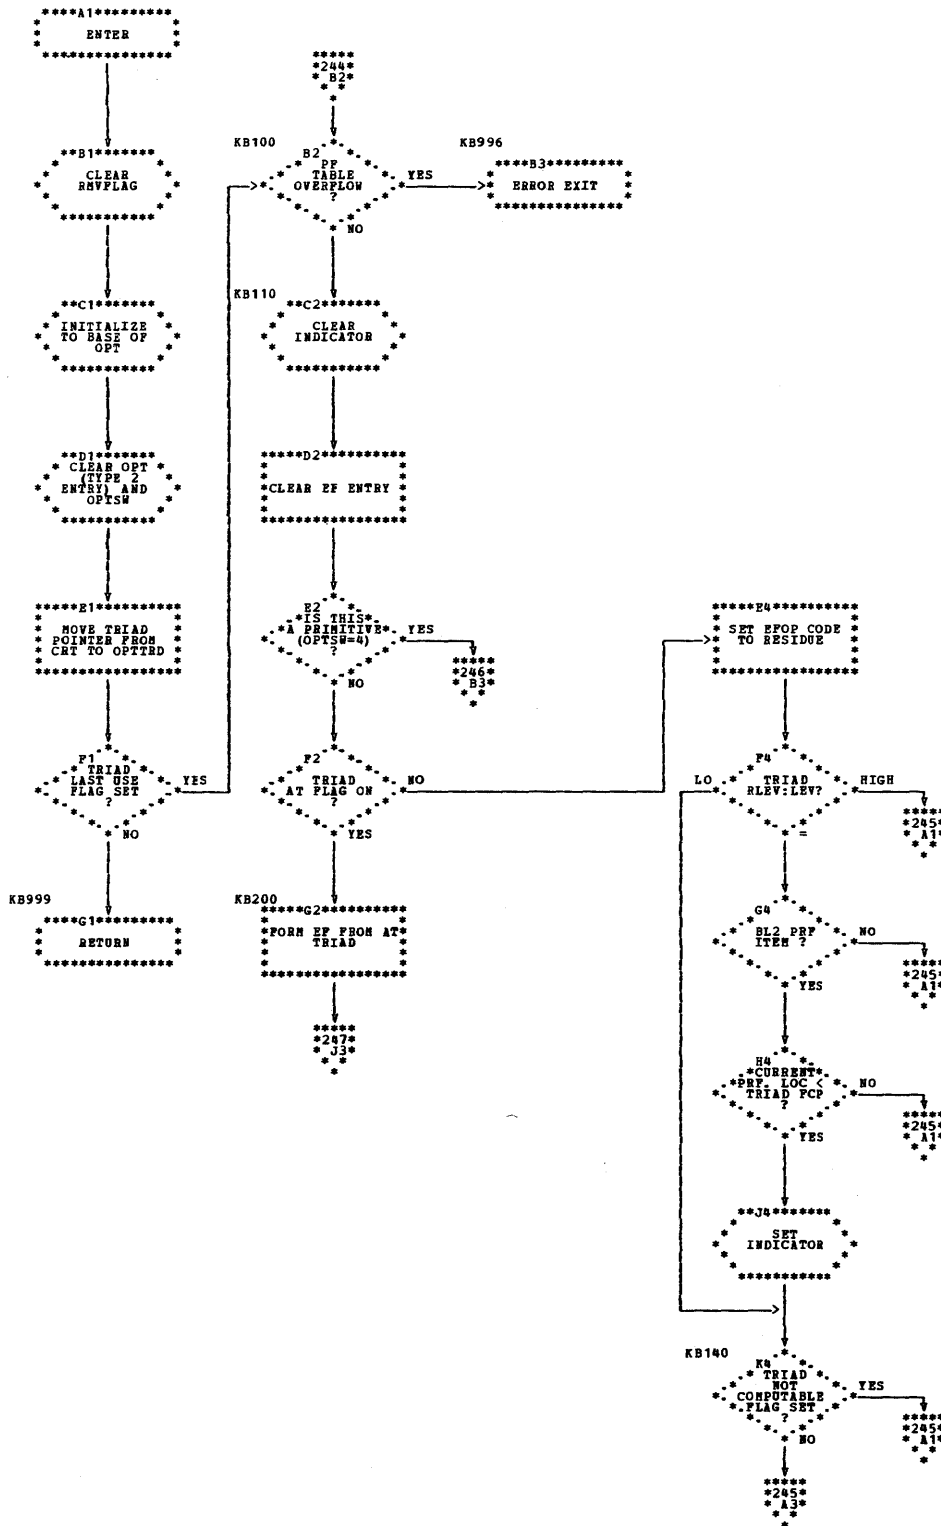 A1
ENTER
B1
CLEAR
RMVFLAG
C1
INITIALIZE
TO BASE OF
OPT
D1
CLEAR OPT
(TYPE 2
ENTRY) AND
OPTSW
E1
MOVE TRIAD
POINTER FROM
CRT TO OPTTRD
F1
TRIAD
LAST USE
FLAG SET
?
YES
NO
KB999
G1
RETURN
244
B2
KB100
B2
PF
TABLE
OVERFLOW
?
YES
NO
KB996
B3
ERROR EXIT
KB110
C2
CLEAR
INDICATOR
D2
CLEAR EF ENTRY
E2
IS THIS
A PRIMITIVE
(OPTSW=4)
?
YES
NO
246
B3
F2
TRIAD
AT FLAG ON
?
NO
YES
KB200
G2
FORM EF FROM AT
TRIAD
247
J3
E4
SET EFOP CODE
TO RESIDUE
F4
TRIAD
RLEV:LEV?
LO
HIGH
=
245
A1
G4
BL2 PRF
ITEM ?
NO
YES
245
A1
H4
CURRENT
PRF. LOC <
TRIAD FCP
?
NO
YES
245
A1
J4
SET
INDICATOR
KB140
K4
TRIAD
NOT
COMPUTABLE
FLAG SET
?
YES
NO
245
A1
245
A3